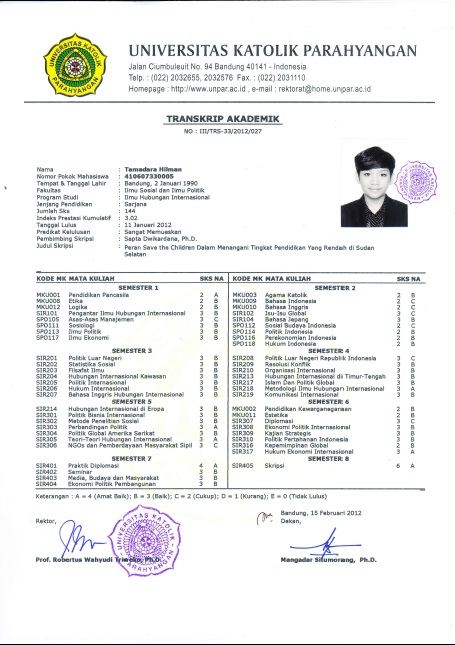 UNIVERSITAS KATOLIK PARAHYANGAN
Jalan Ciumbuleuit No. 94 Bandung 40141 - Indonesia
Telp. : (022) 2032655, 2032576 Fax. : (022) 2031110
Homepage : http://www.unpar.ac.id , e-mail : rektorat@home.unpar.ac.id
UNIVERSITAS KATOLIK PARAHYANGAN
TRANSKRIP AKADEMIK
NO : III/TRS-33/2012/027
Nama : Tamadara Hilman
Nomor Pokok Mahasiswa : 410607330005
Tempat & Tanggal Lahir : Bandung, 2 Januari 1990
Fakultas : Ilmu Sosial dan Ilmu Politik
Program Studi : Ilmu Hubungan Internasional
Jenjang Pendidikan : Sarjana
Jumlah Sks : 144
Indeks Prestasi Kumulatif : 3.02
Tanggal Lulus : 11 Januari 2012
Predikat Kelulusan : Sangat Memuaskan
Pembimbing Skripsi : Sapta Dwikardana, Ph.D.
Judul Skripsi : Peran Save the Children Dalam Menangani Tingkat Pendidikan Yang Rendah di Sudan
Selatan
KODE MK MATA KULIAH SKS NA
SEMESTER 1
MKU001 Pendidikan Pancasila 2 A
MKU008 Etika 2 B
MKU012 Logika 2 B
SIR101 Pengantar Ilmu Hubungan Internasional 3 B
SPD105 Asas-Asas Manajemen 3 C
SPO111 Sosiologi 3 B
SPO113 Ilmu Politik 3 B
SPO117 Ilmu Ekonomi 3 B
SEMESTER 3
SIR201 Politik Luar Negeri 3 B
SIR202 Statistika Sosial 3 B
SIR203 Filsafat Ilmu 3 B
SIR204 Hubungan Internasional Kawasan 3 B
SIR205 Politik Internasional 3 B
SIR206 Hukum Internasional 3 B
SIR207 Bahasa Inggris Hubungan Internasional 3 B
SEMESTER 5
SIR214 Hubungan Internasional di Eropa 3 B
SIR301 Politik Bisnis Internasional 3 B
SIR302 Metode Penelitian Sosial 3 B
SIR303 Perbandingan Politik 3 A
SIR304 Politik Global Amerika Serikat 3 B
SIR305 Teori-Teori Hubungan Internasional 3 A
SIR306 NGOs dan Pemberdayaan Masyarakat Sipil 3 C
SEMESTER 7
SIR401 Praktik Diplomasi 4 A
SIR402 Seminar 3 B
SIR403 Media, Budaya dan Masyarakat 3 B
SIR404 Ekonomi Politik Pembangunan 3 B
KODE MK MATA KULIAH SKS NA
SEMESTER 2
MKU003 Agama Katolik 2 B
MKU009 Bahasa Indonesia 2 C
MKU010 Bahasa Inggris 2 C
SIR102 Isu-Isu Global 3 C
SIR104 Bahasa Jepang 3 B
SPO112 Sosial Budaya Indonesia 2 C
SPO114 Politik Indonesia 2 B
SPO116 Perekonomian Indonesia 2 B
SPO118 Hukum Indonesia 2 B
SEMESTER 4
SIR208 Politik Luar Negeri Republik Indonesia 3 C
SIR209 Resolusi Konflik 3 B
SIR210 Organisasi Internasional 3 B
SIR213 Hubungan Internasional di Timur-Tengah 3 B
SIR217 Islam Dan Politik Global 3 B
SIR218 Metodologi Ilmu Hubungan Internasional 3 A
SIR219 Komunikasi Internasional 3 B
SEMESTER 6
MKU002 Pendidikan Kewarganegaraan 2 B
MKU011 Estetika 2 B
SIR307 Diplomasi 3 C
SIR308 Ekonomi Politik Internasional 3 B
SIR309 Kajian Strategis 3 B
SIR310 Politik Pertahanan Indonesia 3 B
SIR316 Kepemimpinan Global 2 B
SIR317 Hukum Ekonomi Internasional 3 A
SEMESTER 8
SIR405 Skripsi 6 A
Keterangan : A = 4 (Amat Baik); B = 3 (Baik); C = 2 (Cukup); D = 1 (Kurang); E = 0 (Tidak Lulus)
Bandung, 15 Februari 2012
Rektor,
Dekan,
UNIVERSITAS KATOLIK PARAHYANGAN
Prof. Robertus Wahyudi Triweko, Ph.D.
Mangadar Situmorang, Ph.D.